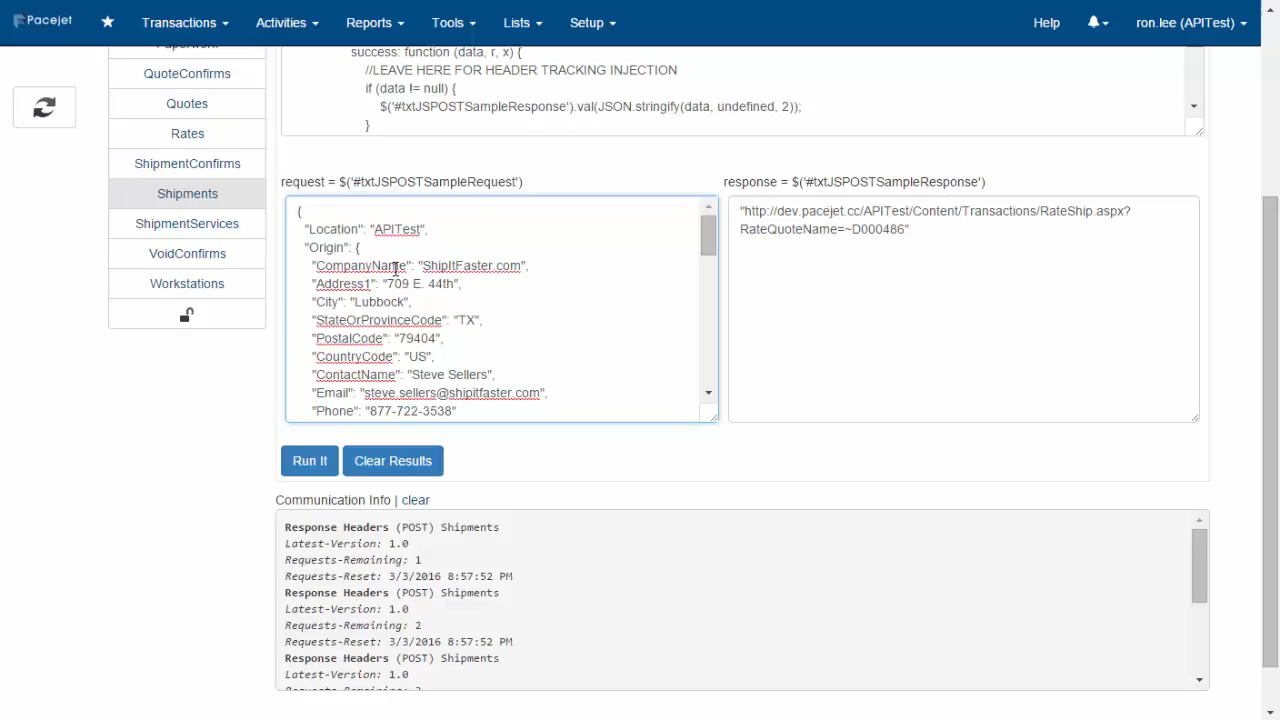 Pacejet
Transactions
Activities
Reports
Tools
Lists
Setup
Help
ron.lee (APITest)
Paperwork
QuoteConfirms
Quotes
Rates
ShipmentConfirms
Shipments
ShipmentServices
VoidConfirms
Workstations
success: function (data, r, x) {
//LEAVE HERE FOR HEADER TRACKING INJECTION
if (data != null) {
$('#txtJSPOSTSampleResponse').val(JSON.stringify(data, undefined, 2));
}
request = $('#txtJSPOSTSampleRequest')
{
"Location": "APITest",
"Origin": {
"CompanyName": "ShipItFaster.com",
"Address1": "709 E. 44th",
"City": "Lubbock",
"StateOrProvinceCode": "TX",
"PostalCode": "79404",
"CountryCode": "US",
"ContactName": "Steve Sellers",
"Email": "steve.sellers@shipitfaster.com",
"Phone": "877-722-3538"
response = $('#txtJSPOSTSampleResponse')
"http://dev.pacejet.cc/APITest/Content/Transactions/RateShip.aspx?
RateQuoteName=~D000486"
Run It
Clear Results
Communication Info | clear
Response Headers (POST) Shipments
Latest-Version: 1.0
Requests-Remaining: 1
Requests-Reset: 3/3/2016 8:57:52 PM
Response Headers (POST) Shipments
Latest-Version: 1.0
Requests-Remaining: 2
Requests-Reset: 3/3/2016 8:57:52 PM
Response Headers (POST) Shipments
Latest-Version: 1.0